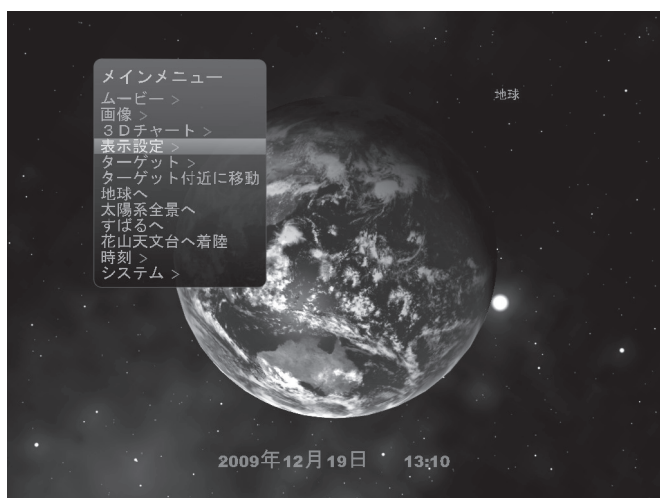 メインメニュー
ムービー >
画像 >
３Ｄチャート >
表示設定 >
ターゲット >
ターゲット付近に移動
地球へ
太陽系全景へ
すばるへ
花山天文台へ着陸
時刻 >
システム >
地球
2009年12月19日 13:10